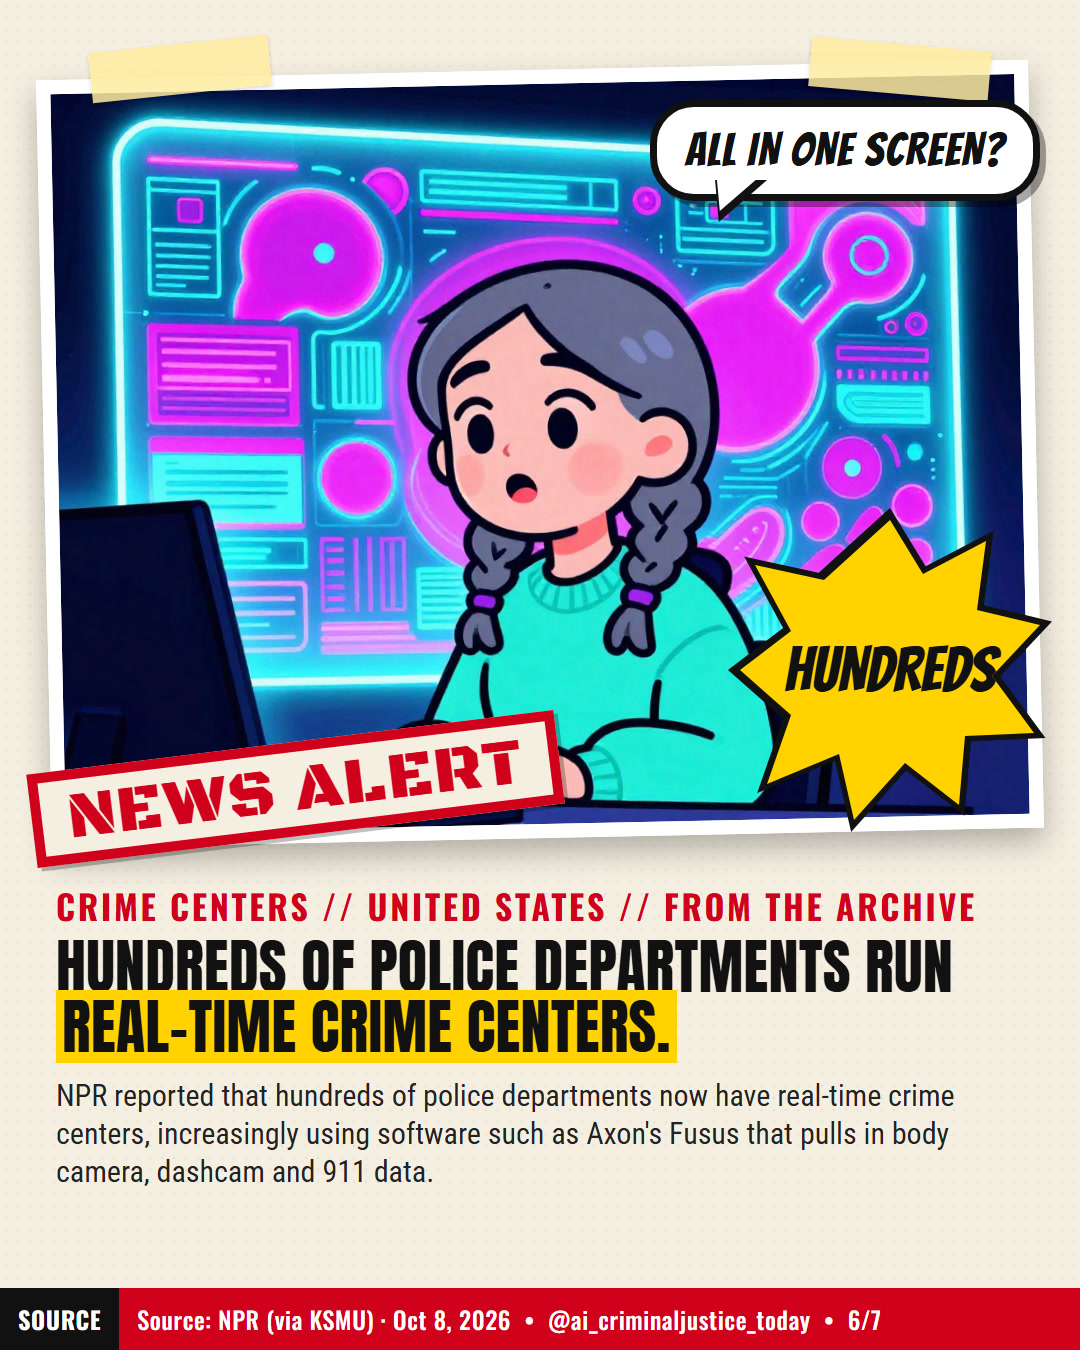 ALL IN ONE SCREEN?
HUNDREDS
NEWS ALERT
CRIME CENTERS // UNITED STATES // FROM THE ARCHIVE
HUNDREDS OF POLICE DEPARTMENTS RUN
REAL-TIME CRIME CENTERS.
NPR reported that hundreds of police departments now have real-time crime
centers, increasingly using software such as Axon's Fusus that pulls in body
camera, dashcam and 911 data.
SOURCE Source: NPR (via KSMU) · Oct 8, 2026 • @ai_criminaljustice_today • 6/7